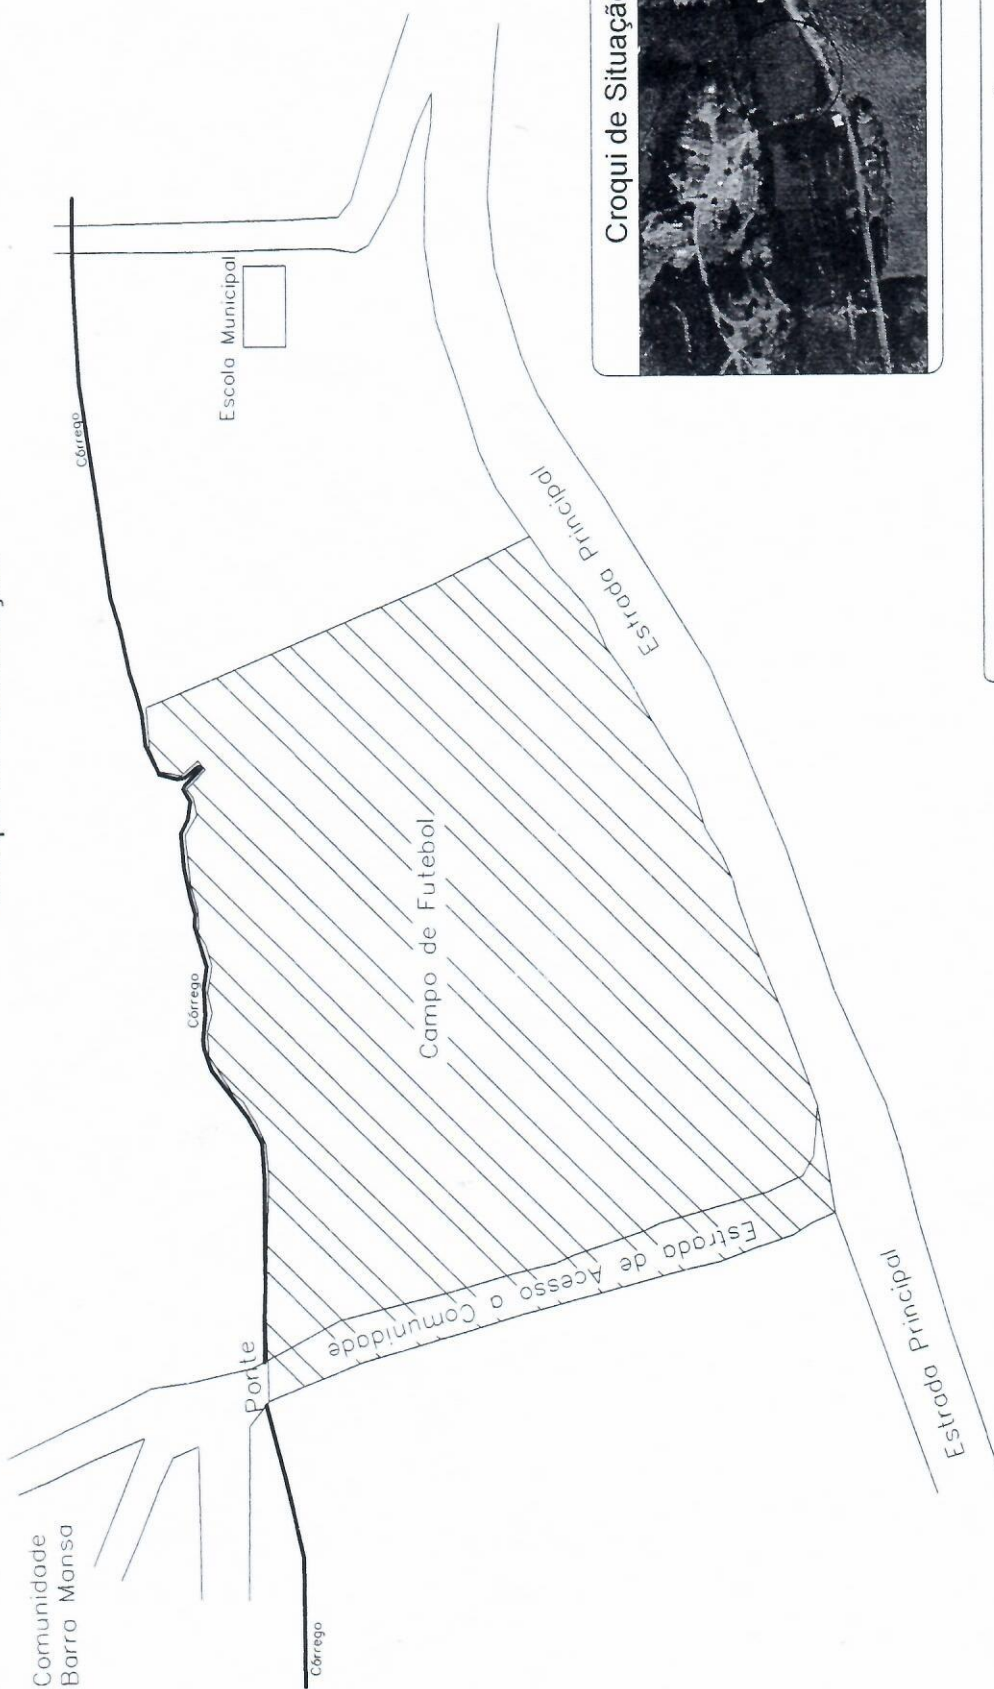 Comunidade
Barra Mansa
Córrego
Ponte
Estrada de Acesso a Comunidade
Estrada Principal
Córrego
Campo de Futebol
Estrada Principal
Córrego
Escola Municipal
Croqui de Situação